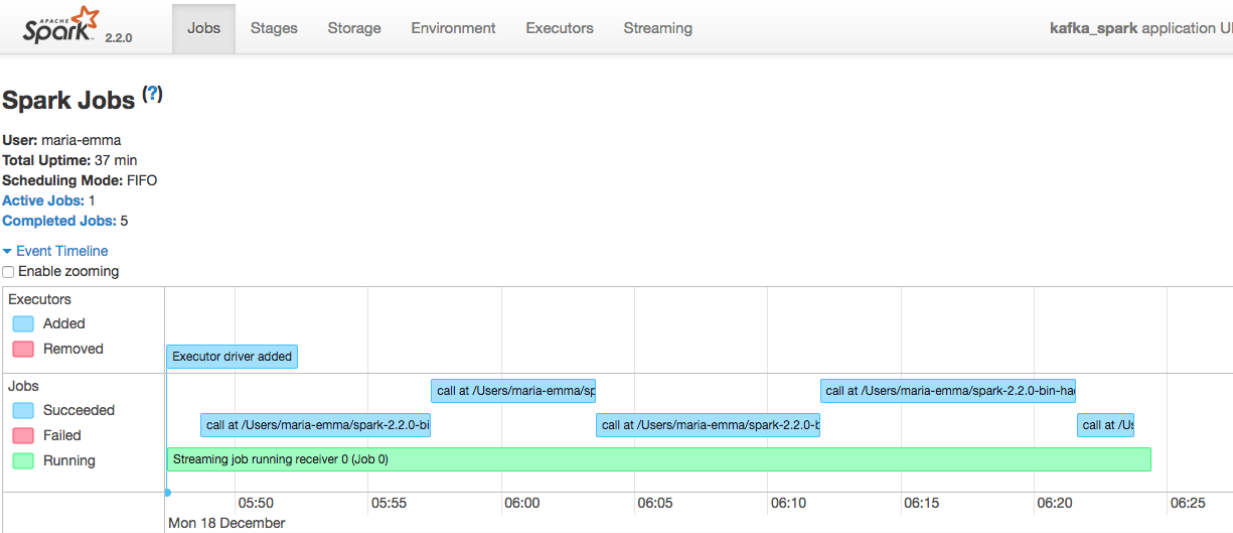 APACHE
Spark 2.2.0 Jobs Stages Storage Environment Executors Streaming kafka_spark application UI
Spark Jobs (?)
User: maria-emma
Total Uptime: 37 min
Scheduling Mode: FIFO
Active Jobs: 1
Completed Jobs: 5
Event Timeline
Enable zooming
Executors
Added
Removed
Executor driver added
Jobs
Succeeded
Failed
Running
call at /Users/maria-emma/sp
call at /Users/maria-emma/spark-2.2.0-bin-had
call at /Users/maria-emma/spark-2.2.0-bi
call at /Users/maria-emma/spark-2.2.0-b
call at /Us
Streaming job running receiver 0 (Job 0)
05:50 05:55 06:00 06:05 06:10 06:15 06:20 06:25
Mon 18 December